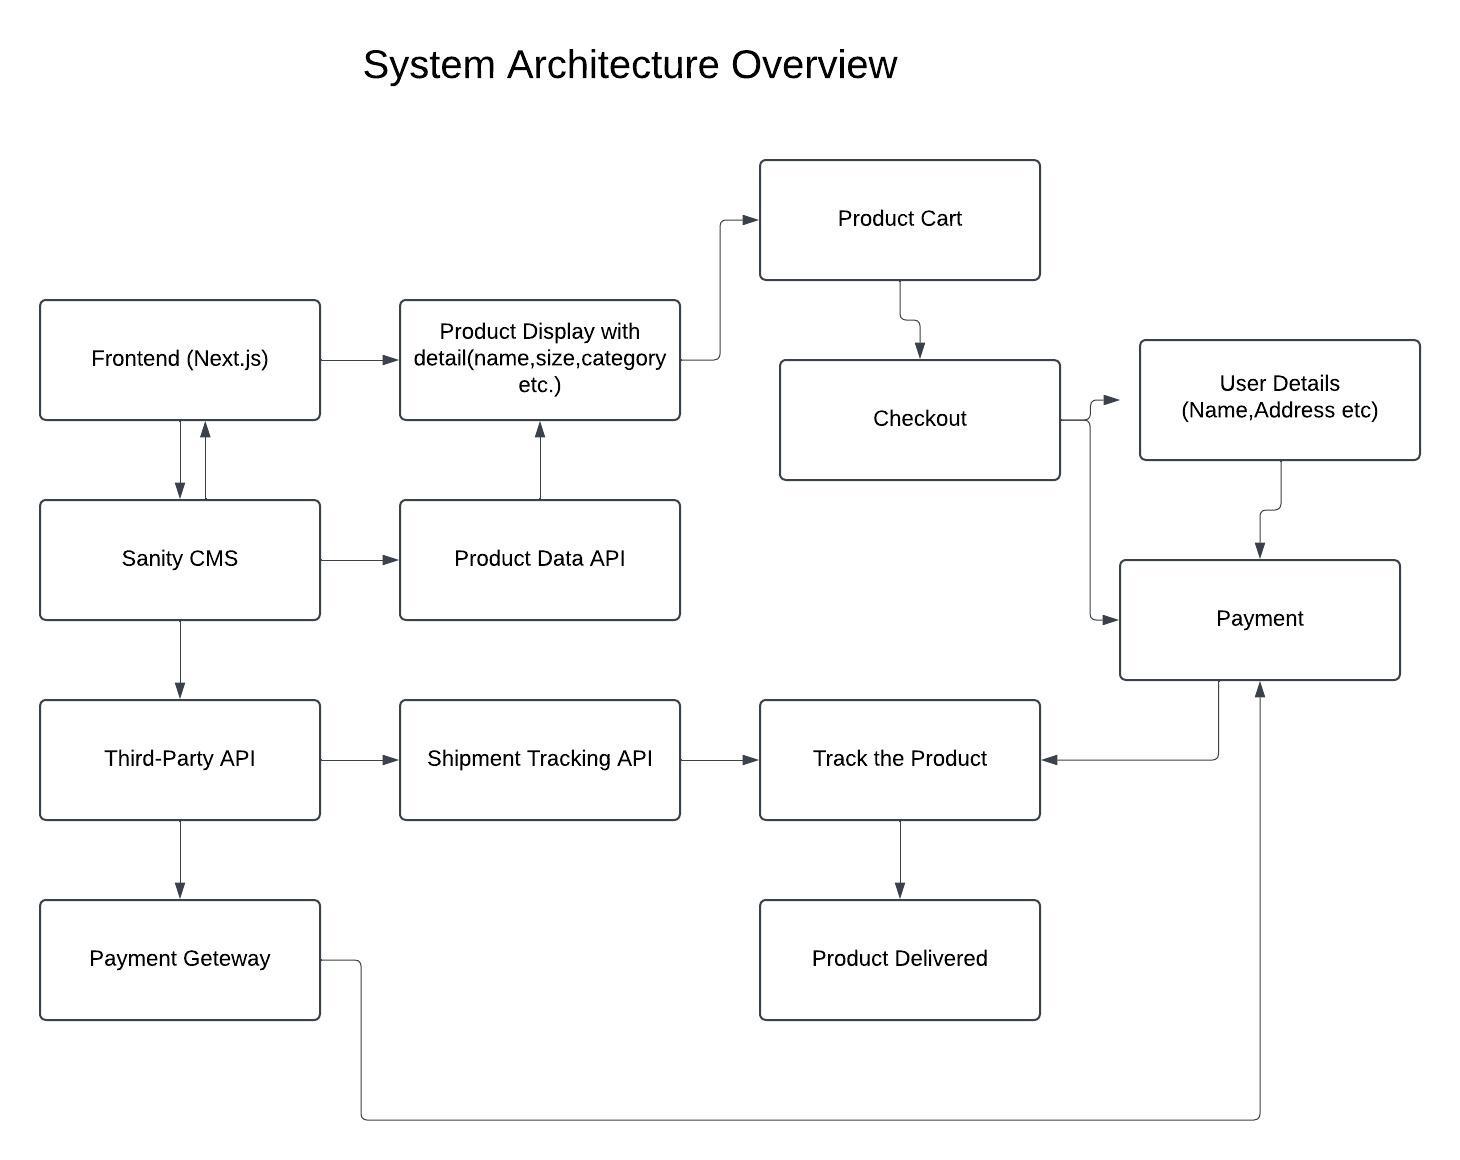 System Architecture Overview
Product Cart
Frontend (Next.js)
Product Display with
detail(name,size,category
etc.)
Checkout
User Details
(Name,Address etc)
Sanity CMS
Product Data API
Payment
Third-Party API
Shipment Tracking API
Track the Product
Payment Geteway
Product Delivered